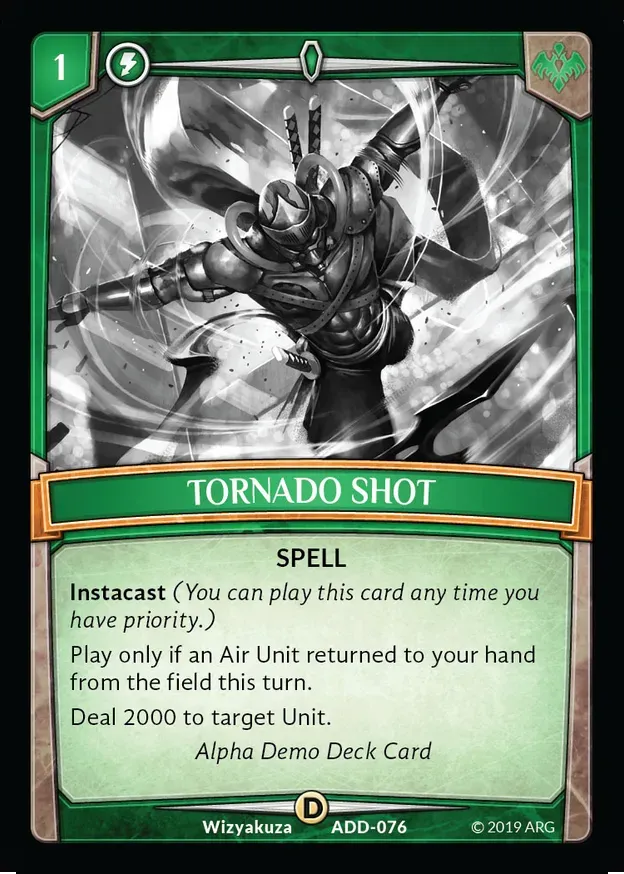 1
TORNADO SHOT
SPELL
Instacast (You can play this card any time you
have priority.)
Play only if an Air Unit returned to your hand
from the field this turn.
Deal 2000 to target Unit.
Alpha Demo Deck Card
D
Wizyakuza ADD-076 © 2019 ARG